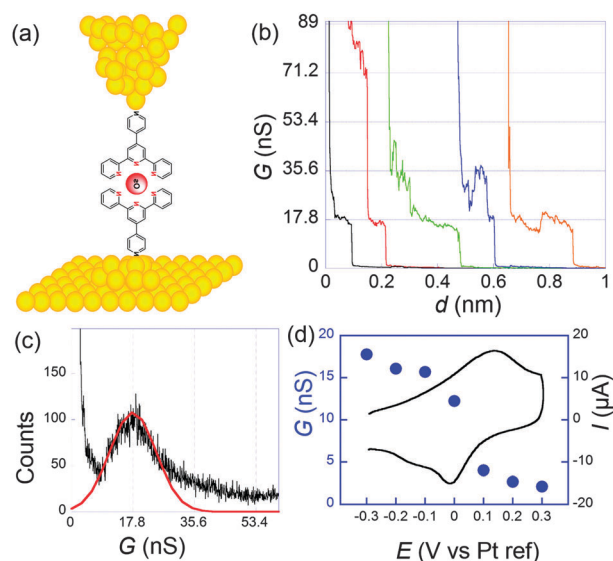 (a)
N
N
N N
N N
N
N
(b)
89
71.2
53.4
35.6
17.8
0
G (nS)
0 0.2 0.4 0.6 0.8 1
d (nm)
(c)
150
100
50
0
Counts
0 17.8 35.6 53.4
G (nS)
(d)
20
15
10
5
0
G (nS)
20
10
0
-10
-20
I (µA)
-0.3 -0.2 -0.1 0 0.1 0.2 0.3
E (V vs Pt ref)